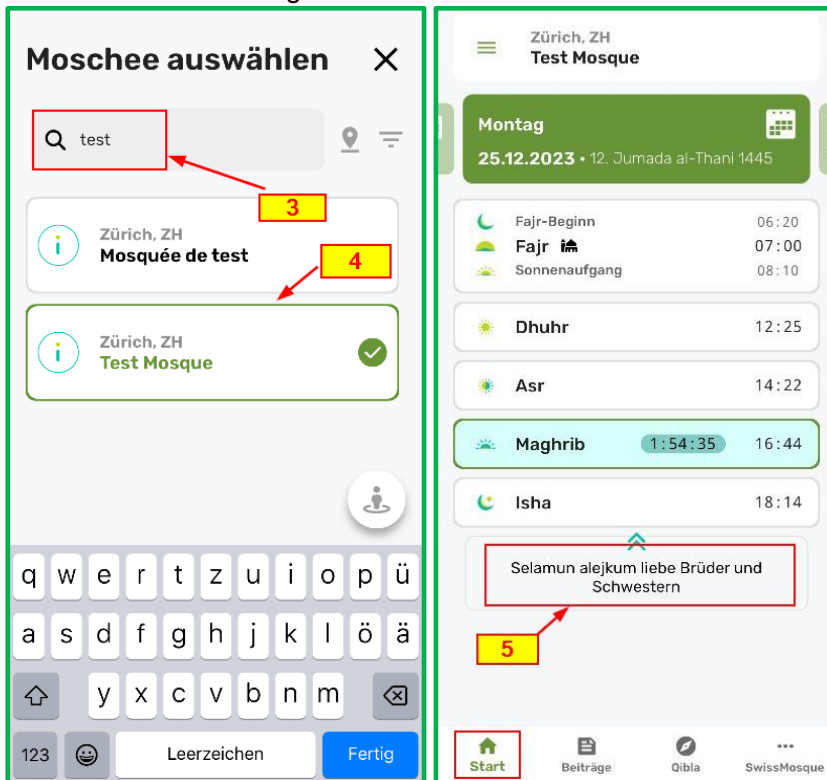 Moschee auswählen
test
3
Zürich, ZH
Mosquée de test
4
Zürich, ZH
Test Mosque
q w e r t z u i o p ü
a s d f g h j k l ö ä
y x c v b n m
123 Leerzeichen Fertig
Zürich, ZH
Test Mosque
Montag
25.12.2023 • 12. Jumada al-Thani 1445
Fajr-Beginn 06:20
Fajr 07:00
Sonnenaufgang 08:10
Dhuhr 12:25
Asr 14:22
Maghrib 1:54:35 16:44
Isha 18:14
Selamun alejkum liebe Brüder und
Schwestern
5
Start Beiträge Qibla SwissMosque